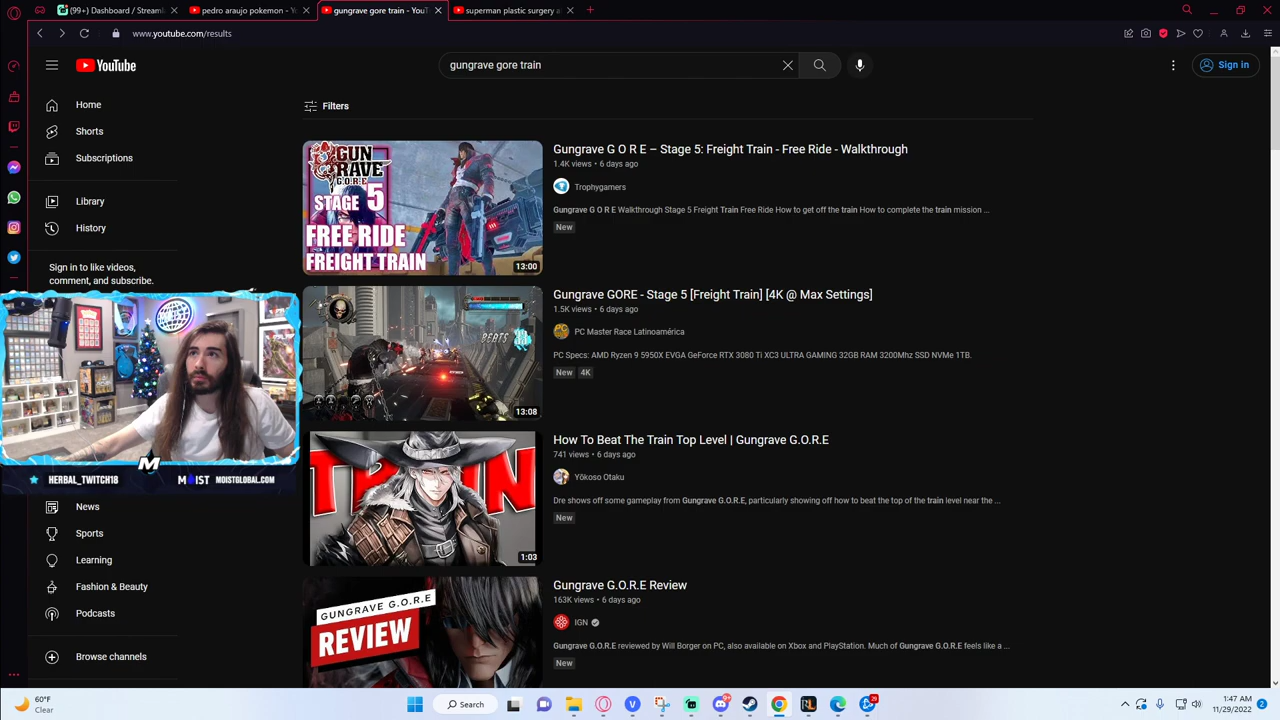 (99+) Dashboard / Streaml
pedro araujo pokemon - Yo
gungrave gore train - YouT
superman plastic surgery a
www.youtube.com/results
YouTube
gungrave gore train
Sign in
Home
Shorts
Subscriptions
Library
History
Sign in to like videos,
comment, and subscribe.
HERBAL_TWITCH18
MOIST
MOISTGLOBAL.COM
News
Sports
Learning
Fashion & Beauty
Podcasts
Browse channels
Filters
GUN
GRAVE
G.O.R.E
STAGE 5
FREE RIDE
FREIGHT TRAIN
13:00
Gungrave G O R E – Stage 5: Freight Train - Free Ride - Walkthrough
1.4K views • 6 days ago
Trophygamers
Gungrave G O R E Walkthrough Stage 5 Freight Train Free Ride How to get off the train How to complete the train mission ...
New
BEATS
13:08
Gungrave GORE - Stage 5 [Freight Train] [4K @ Max Settings]
1.5K views • 6 days ago
PC Master Race Latinoamérica
PC Specs: AMD Ryzen 9 5950X EVGA GeForce RTX 3080 Ti XC3 ULTRA GAMING 32GB RAM 3200Mhz SSD NVMe 1TB.
New 4K
1:03
How To Beat The Train Top Level | Gungrave G.O.R.E
741 views • 6 days ago
Yōkoso Otaku
Dre shows off some gameplay from Gungrave G.O.R.E, particularly showing off how to beat the top of the train level near the ...
New
GUNGRAVE G.O.R.E
REVIEW
Gungrave G.O.R.E Review
163K views • 6 days ago
IGN
Gungrave G.O.R.E reviewed by Will Borger on PC, also available on Xbox and PlayStation. Much of Gungrave G.O.R.E feels like a ...
New
60°F
Clear
Search
1:47 AM
11/29/2022